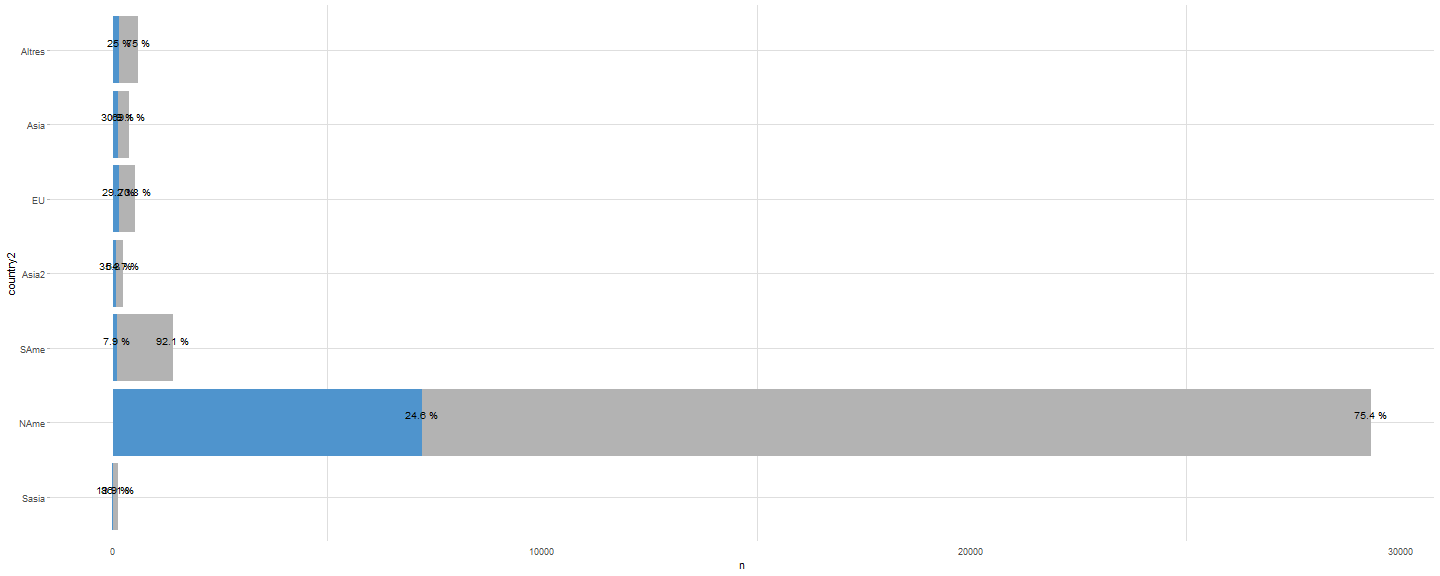 Altres
25 % 75 %
Asia
EU
Asia2
SAme
7.9 % 92.1 %
NAme
24.6 % 75.4 %
Sasia
country2
0 10000 20000 30000
n